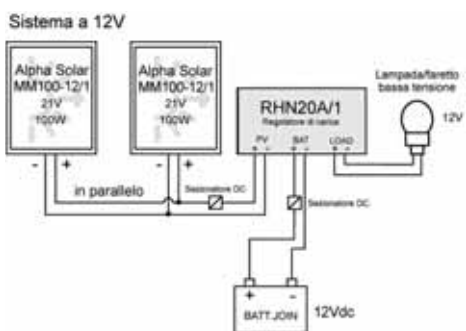 Sistema a 12V
Alpha Solar
MM100-12/1
21V
100W
Alpha Solar
MM100-12/1
21V
100W
RHN20A/1
Regolatore di carica
PV BAT LOAD
+ - + - + -
Lampada/faretto
bassa tensione
12V
- +
- +
in parallelo
Sezionatore DC
Sezionatore DC
+ -
BATT.JOIN
12Vdc